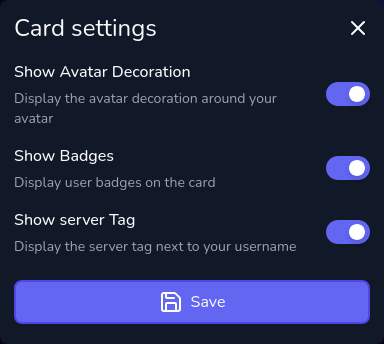 Card settings
Show Avatar Decoration
Display the avatar decoration around your
avatar
Show Badges
Display user badges on the card
Show server Tag
Display the server tag next to your username
Save